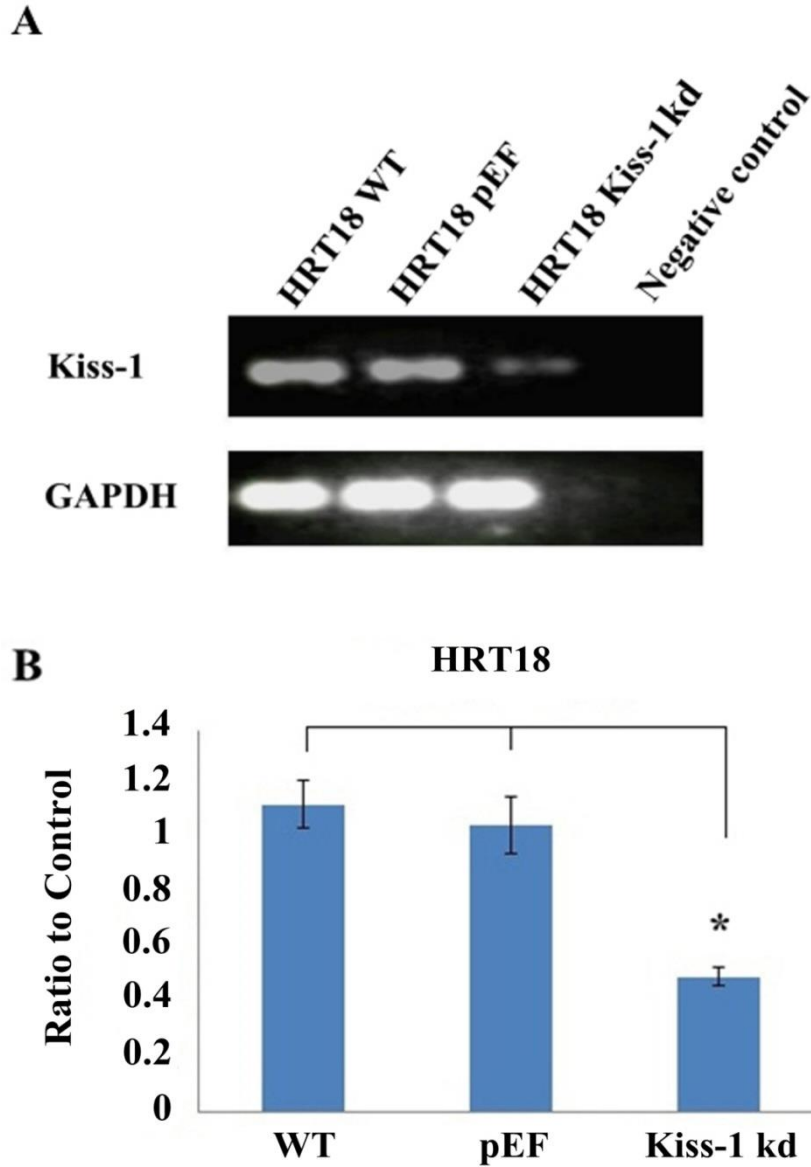 A
HRT18 WT
HRT18 pEF
HRT18 Kiss-1kd
Negative control
Kiss-1
GAPDH
B
HRT18
Ratio to Control
1.4
1.2
1
0.8
0.6
0.4
0.2
0
*
WT
pEF
Kiss-1 kd